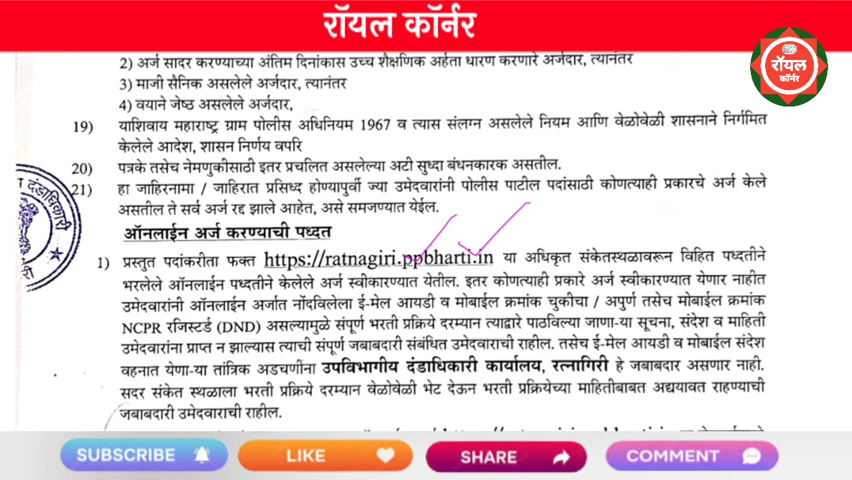 रॉयल कॉर्नर
रॉयल
कॉर्नर
2) अर्ज सादर करण्याच्या अंतिम दिनांकास उच्च शैक्षणिक अर्हता धारण करणारे अर्जदार, त्यानंतर
3) माजी सैनिक असलेले अर्जदार, त्यानंतर
4) वयाने जेष्ठ असलेले अर्जदार,
19) याशिवाय महाराष्ट्र ग्राम पोलीस अधिनियम 1967 व त्यास संलग्न असलेले नियम आणि वेळोवेळी शासनाने निर्गमित
केलेले आदेश, शासन निर्णय वपरि
20) पत्रके तसेच नेमणुकीसाठी इतर प्रचलित असलेल्या अटी सुध्दा बंधनकारक असतील.
21) हा जाहिरनामा / जाहिरात प्रसिध्द होण्यापुर्वी ज्या उमेदवारांनी पोलीस पाटील पदांसाठी कोणत्याही प्रकारचे अर्ज केले
असतील ते सर्व अर्ज रद्द झाले आहेत, असे समजण्यात येईल.
ऑनलाईन अर्ज करण्याची पध्दत
1) प्रस्तुत पदांकरीता फक्त https://ratnagiri.ppbharti.in या अधिकृत संकेतस्थळावरून विहित पध्दतीने
भरलेले ऑनलाईन पध्दतीने केलेले अर्ज स्वीकारण्यात येतील. इतर कोणत्याही प्रकारे अर्ज स्वीकारण्यात येणार नाहीत
उमेदवारांनी ऑनलाईन अर्जात नोंदविलेला ई-मेल आयडी व मोबाईल क्रमांक चुकीचा / अपुर्ण तसेच मोबाईल क्रमांक
NCPR रजिस्टर्ड (DND) असल्यामुळे संपूर्ण भरती प्रक्रिये दरम्यान त्याद्वारे पाठविल्या जाणा-या सूचना, संदेश व माहिती
उमेदवारांना प्राप्त न झाल्यास त्याची संपूर्ण जबाबदारी संबंधित उमेदवाराची राहील. तसेच ई-मेल आयडी व मोबाईल संदेश
वहनात येणा-या तांत्रिक अडचणींना उपविभागीय दंडाधिकारी कार्यालय, रत्नागिरी हे जबाबदार असणार नाही.
सदर संकेत स्थळाला भरती प्रक्रिये दरम्यान वेळोवेळी भेट देऊन भरती प्रक्रियेच्या माहितीबाबत अद्ययावत राहण्याची
जबाबदारी उमेदवाराची राहील.
SUBSCRIBE
LIKE
SHARE
COMMENT